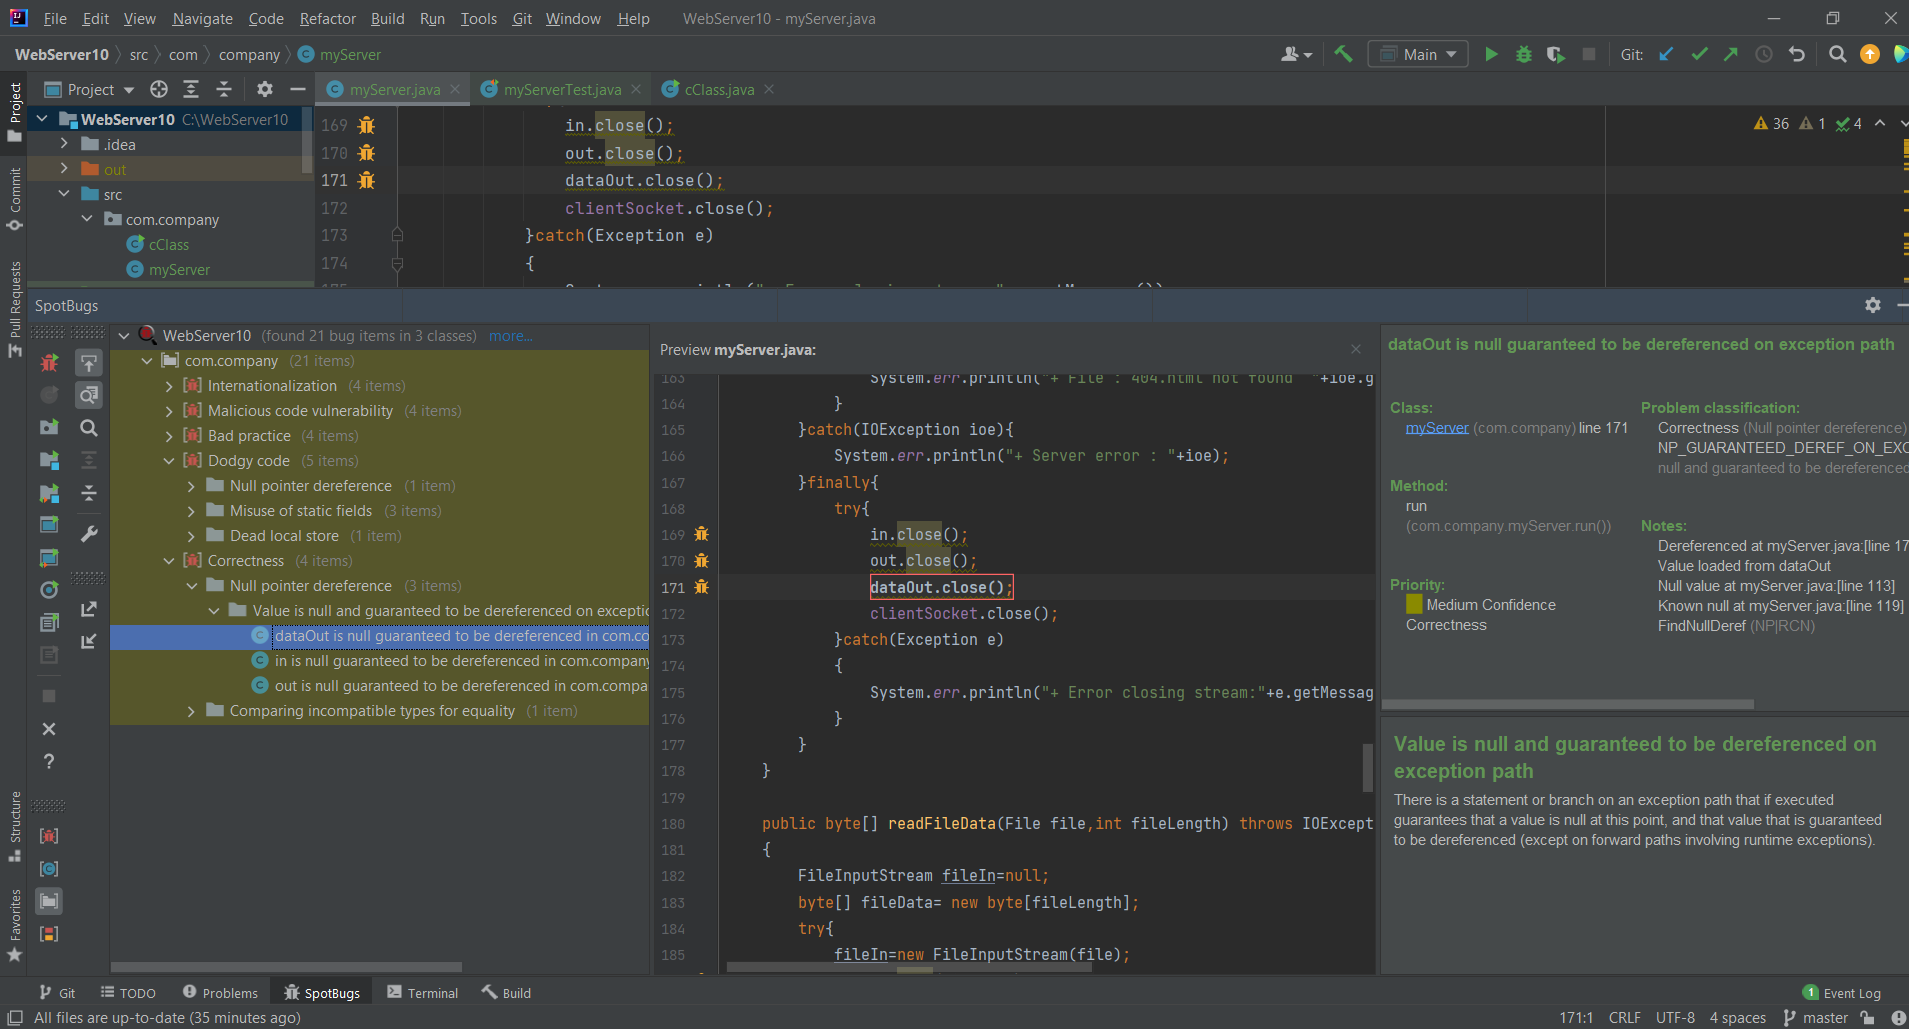 File Edit View Navigate Code Refactor Build Run Tools Git Window Help WebServer10 - myServer.java
WebServer10 src com company myServer
Main Git:
Project
myServer.java myServerTest.java cClass.java
Project
Commit
Pull Requests
Structure
Favorites
WebServer10 C:\WebServer10
.idea
out
src
com.company
cClass
myServer
36 1 4
169 in.close();
170 out.close();
171 dataOut.close();
172 clientSocket.close();
173 }catch(Exception e)
174 {
SpotBugs
WebServer10 (found 21 bug items in 3 classes) more...
com.company (21 items)
Internationalization (4 items)
Malicious code vulnerability (4 items)
Bad practice (4 items)
Dodgy code (5 items)
Null pointer dereference (1 item)
Misuse of static fields (3 items)
Dead local store (1 item)
Correctness (4 items)
Null pointer dereference (3 items)
Value is null and guaranteed to be dereferenced on exceptic
dataOut is null guaranteed to be dereferenced in com.co
in is null guaranteed to be dereferenced in com.company
out is null guaranteed to be dereferenced in com.compa
Comparing incompatible types for equality (1 item)
Preview myServer.java:
163 System.err.println("+ File : 404.html not found "+ioe.g
164 }
165 }catch(IOException ioe){
166 System.err.println("+ Server error : "+ioe);
167 }finally{
168 try{
169 in.close();
170 out.close();
171 dataOut.close();
172 clientSocket.close();
173 }catch(Exception e)
174 {
175 System.err.println("+ Error closing stream:"+e.getMessag
176 }
177 }
178 }
179
180 public byte[] readFileData(File file,int fileLength) throws IOExcept
181 {
182 FileInputStream fileIn=null;
183 byte[] fileData= new byte[fileLength];
184 try{
185 fileIn=new FileInputStream(file);
dataOut is null guaranteed to be dereferenced on exception path
Class:
myServer (com.company) line 171
Method:
run
(com.company.myServer.run())
Priority:
Medium Confidence
Correctness
Problem classification:
Correctness (Null pointer dereference)
NP_GUARANTEED_DEREF_ON_EXC
null and guaranteed to be dereferenced
Notes:
Dereferenced at myServer.java:[line 17
Value loaded from dataOut
Null value at myServer.java:[line 113]
Known null at myServer.java:[line 119]
FindNullDeref (NP|RCN)
Value is null and guaranteed to be dereferenced on
exception path
There is a statement or branch on an exception path that if executed
guarantees that a value is null at this point, and that value that is guaranteed
to be dereferenced (except on forward paths involving runtime exceptions).
Git TODO Problems SpotBugs Terminal Build 1 Event Log
All files are up-to-date (35 minutes ago) 171:1 CRLF UTF-8 4 spaces master